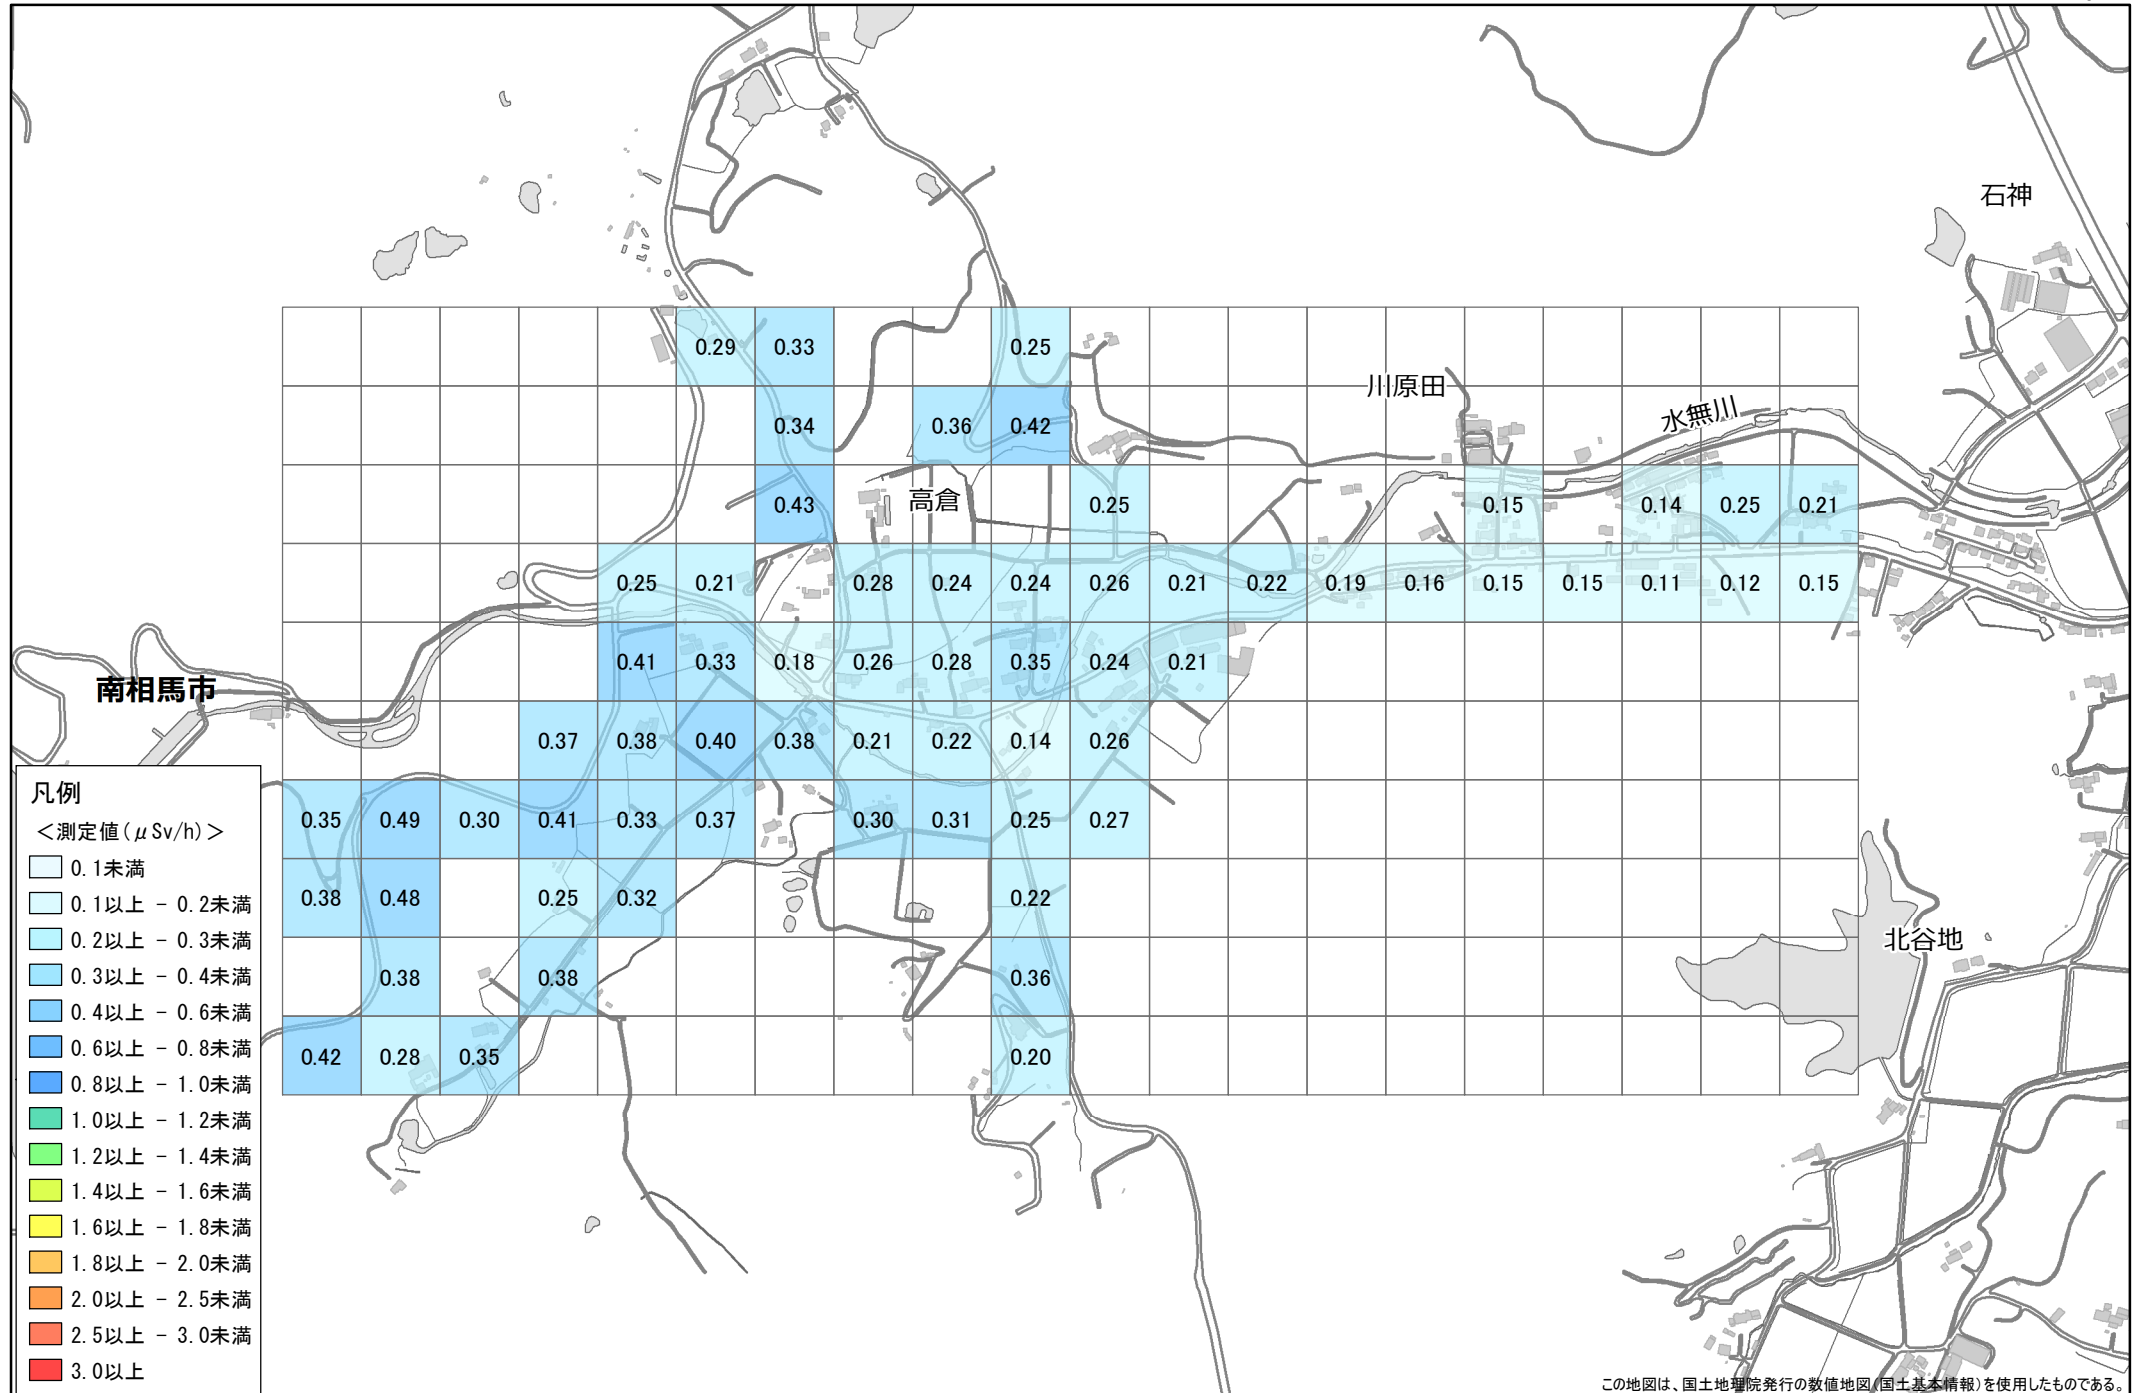 石神
0.29 0.33 0.25
川原田
水無川
0.34 0.36 0.42
高倉
0.43 0.25 0.15 0.14 0.25 0.21
0.25 0.21 0.28 0.24 0.24 0.26 0.21 0.22 0.19 0.16 0.15 0.15 0.11 0.12 0.15
0.41 0.33 0.18 0.26 0.28 0.35 0.24 0.21
南相馬市
0.37 0.38 0.40 0.38 0.21 0.22 0.14 0.26
0.35 0.49 0.30 0.41 0.33 0.37 0.30 0.31 0.25 0.27
0.38 0.48 0.25 0.32 0.22
北谷地
0.38 0.38 0.36
0.42 0.28 0.35 0.20
凡例
＜測定値(μSv/h)＞
0.1未満
0.1以上 - 0.2未満
0.2以上 - 0.3未満
0.3以上 - 0.4未満
0.4以上 - 0.6未満
0.6以上 - 0.8未満
0.8以上 - 1.0未満
1.0以上 - 1.2未満
1.2以上 - 1.4未満
1.4以上 - 1.6未満
1.6以上 - 1.8未満
1.8以上 - 2.0未満
2.0以上 - 2.5未満
2.5以上 - 3.0未満
3.0以上
この地図は、国土地理院発行の数値地図(国土基本情報)を使用したものである。